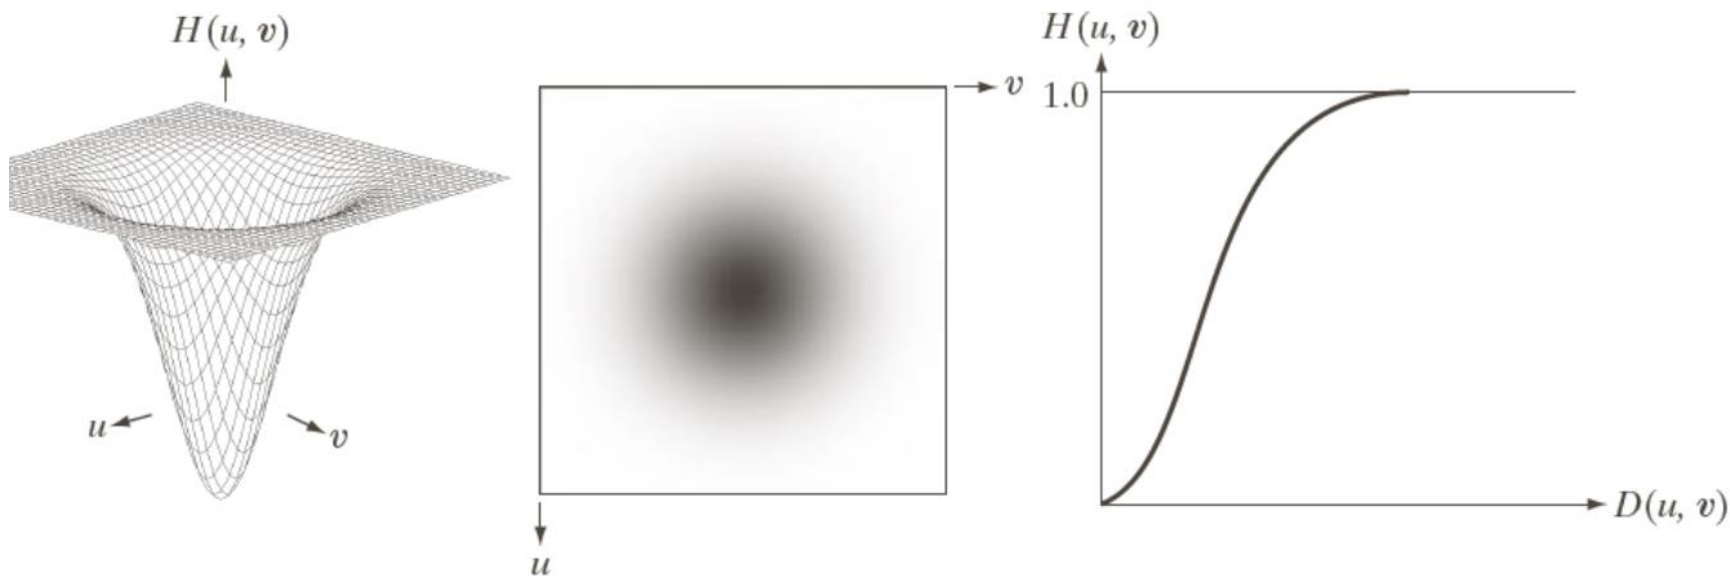 H(u, v)
u
v
v
u
H(u, v)
1.0
D(u, v)